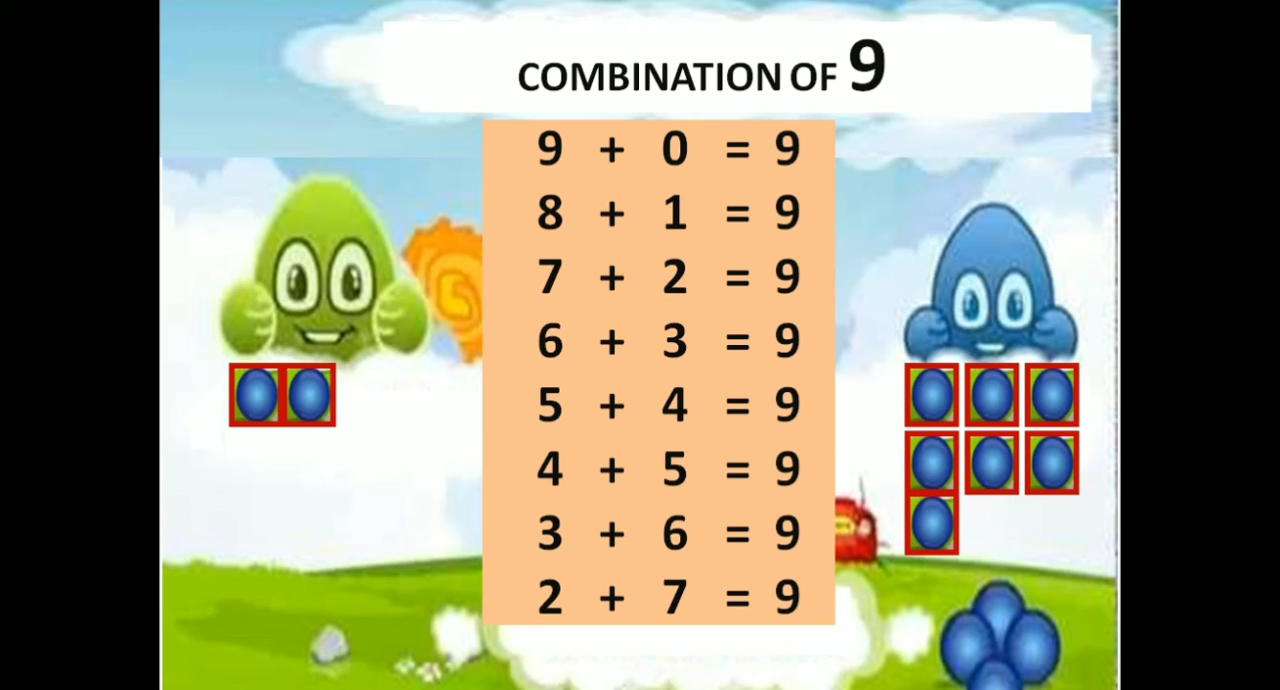 COMBINATION OF 9
9 + 0 = 9
8 + 1 = 9
7 + 2 = 9
6 + 3 = 9
5 + 4 = 9
4 + 5 = 9
3 + 6 = 9
2 + 7 = 9